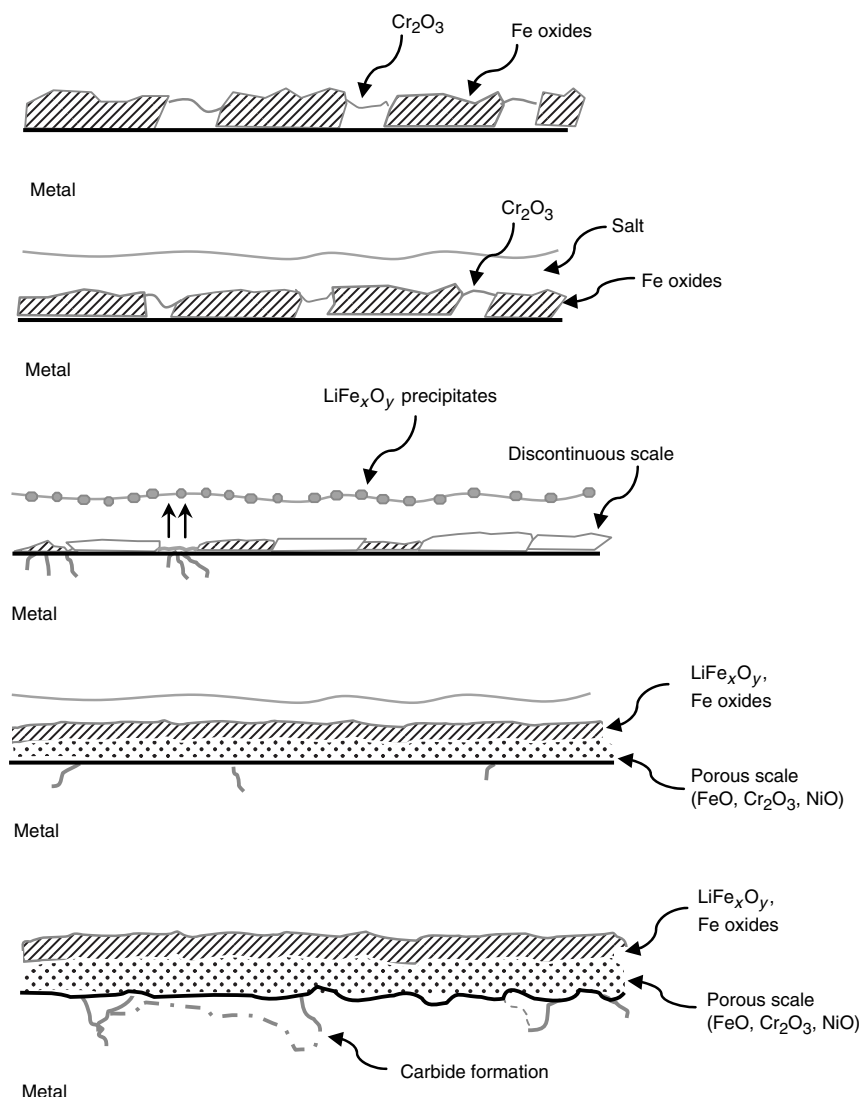 Cr2O3
Fe oxides
Metal
Cr2O3
Salt
Fe oxides
Metal
LiFexOy precipitates
Discontinuous scale
Metal
LiFexOy,
Fe oxides
Porous scale
(FeO, Cr2O3, NiO)
Metal
LiFexOy,
Fe oxides
Porous scale
(FeO, Cr2O3, NiO)
Carbide formation
Metal